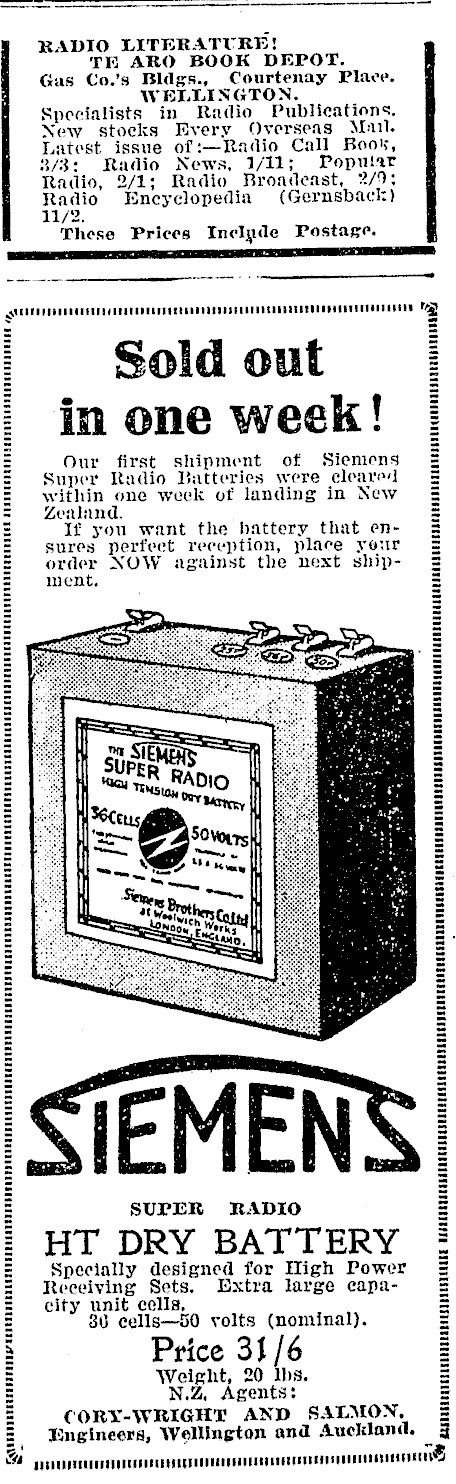 RADIO LITERATURE!
TE ARO BOOK DEPOT.
Gas Co.'s Bldgs., Courtenay Place.
WELLINGTON.
Specialists in Radio Publications.
New stocks Every Overseas Mail.
Latest issue of:—Radio Call Book,
3/3; Radio News, 1/11; Popular
Radio, 2/1; Radio Broadcast, 2/9;
Radio Encyclopedia (Gernsback)
11/2.
These Prices Include Postage.
Sold out
in one week!
Our first shipment of Siemens
Super Radio Batteries were cleared
within one week of landing in New
Zealand.
If you want the battery that en-
sures perfect reception, place your
order NOW against the next ship-
ment.
THE SIEMENS
SUPER RADIO
HIGH TENSION DRY BATTERY
36 CELLS 50 VOLTS
Siemens Brothers Co Ltd
at Woolwich Works
LONDON, ENGLAND.
SIEMENS
SUPER RADIO
HT DRY BATTERY
Specially designed for High Power
Receiving Sets. Extra large capa-
city unit cells.
36 cells—50 volts (nominal).
Price 31/6
Weight, 20 lbs.
N.Z. Agents:
CORY-WRIGHT AND SALMON.
Engineers, Wellington and Auckland.